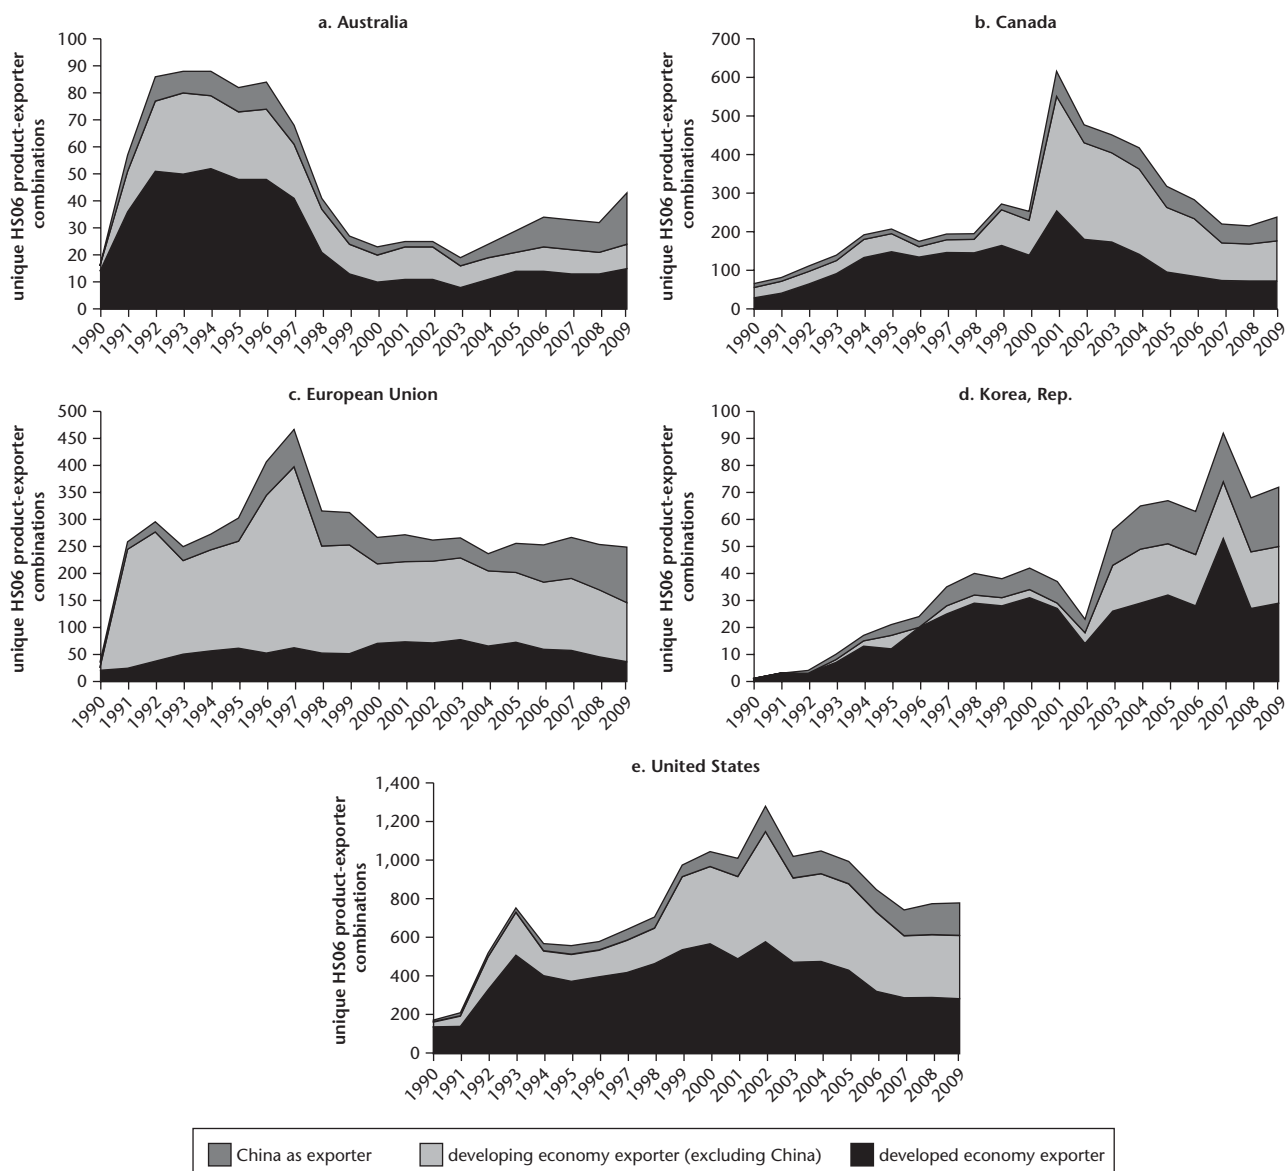 a. Australia
unique HS06 product-exporter
combinations
100
90
80
70
60
50
40
30
20
10
0
1990 1991 1992 1993 1994 1995 1996 1997 1998 1999 2000 2001 2002 2003 2004 2005 2006 2007 2008 2009
b. Canada
unique HS06 product-exporter
combinations
700
600
500
400
300
200
100
0
1990 1991 1992 1993 1994 1995 1996 1997 1998 1999 2000 2001 2002 2003 2004 2005 2006 2007 2008 2009
c. European Union
unique HS06 product-exporter
combinations
500
450
400
350
300
250
200
150
100
50
0
1990 1991 1992 1993 1994 1995 1996 1997 1998 1999 2000 2001 2002 2003 2004 2005 2006 2007 2008 2009
d. Korea, Rep.
unique HS06 product-exporter
combinations
100
90
80
70
60
50
40
30
20
10
0
1990 1991 1992 1993 1994 1995 1996 1997 1998 1999 2000 2001 2002 2003 2004 2005 2006 2007 2008 2009
e. United States
unique HS06 product-exporter
combinations
1,400
1,200
1,000
800
600
400
200
0
1990 1991 1992 1993 1994 1995 1996 1997 1998 1999 2000 2001 2002 2003 2004 2005 2006 2007 2008 2009
China as exporter developing economy exporter (excluding China) developed economy exporter